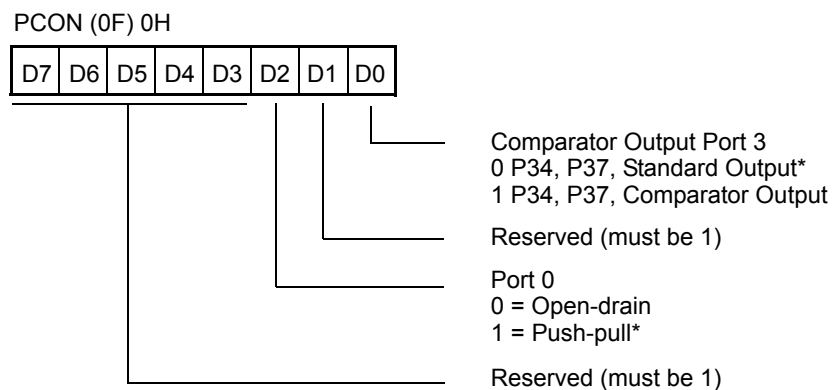 PCON (0F) 0H
D7 D6 D5 D4 D3 D2 D1 D0
Comparator Output Port 3
0 P34, P37, Standard Output*
1 P34, P37, Comparator Output
Reserved (must be 1)
Port 0
0 = Open-drain
1 = Push-pull*
Reserved (must be 1)